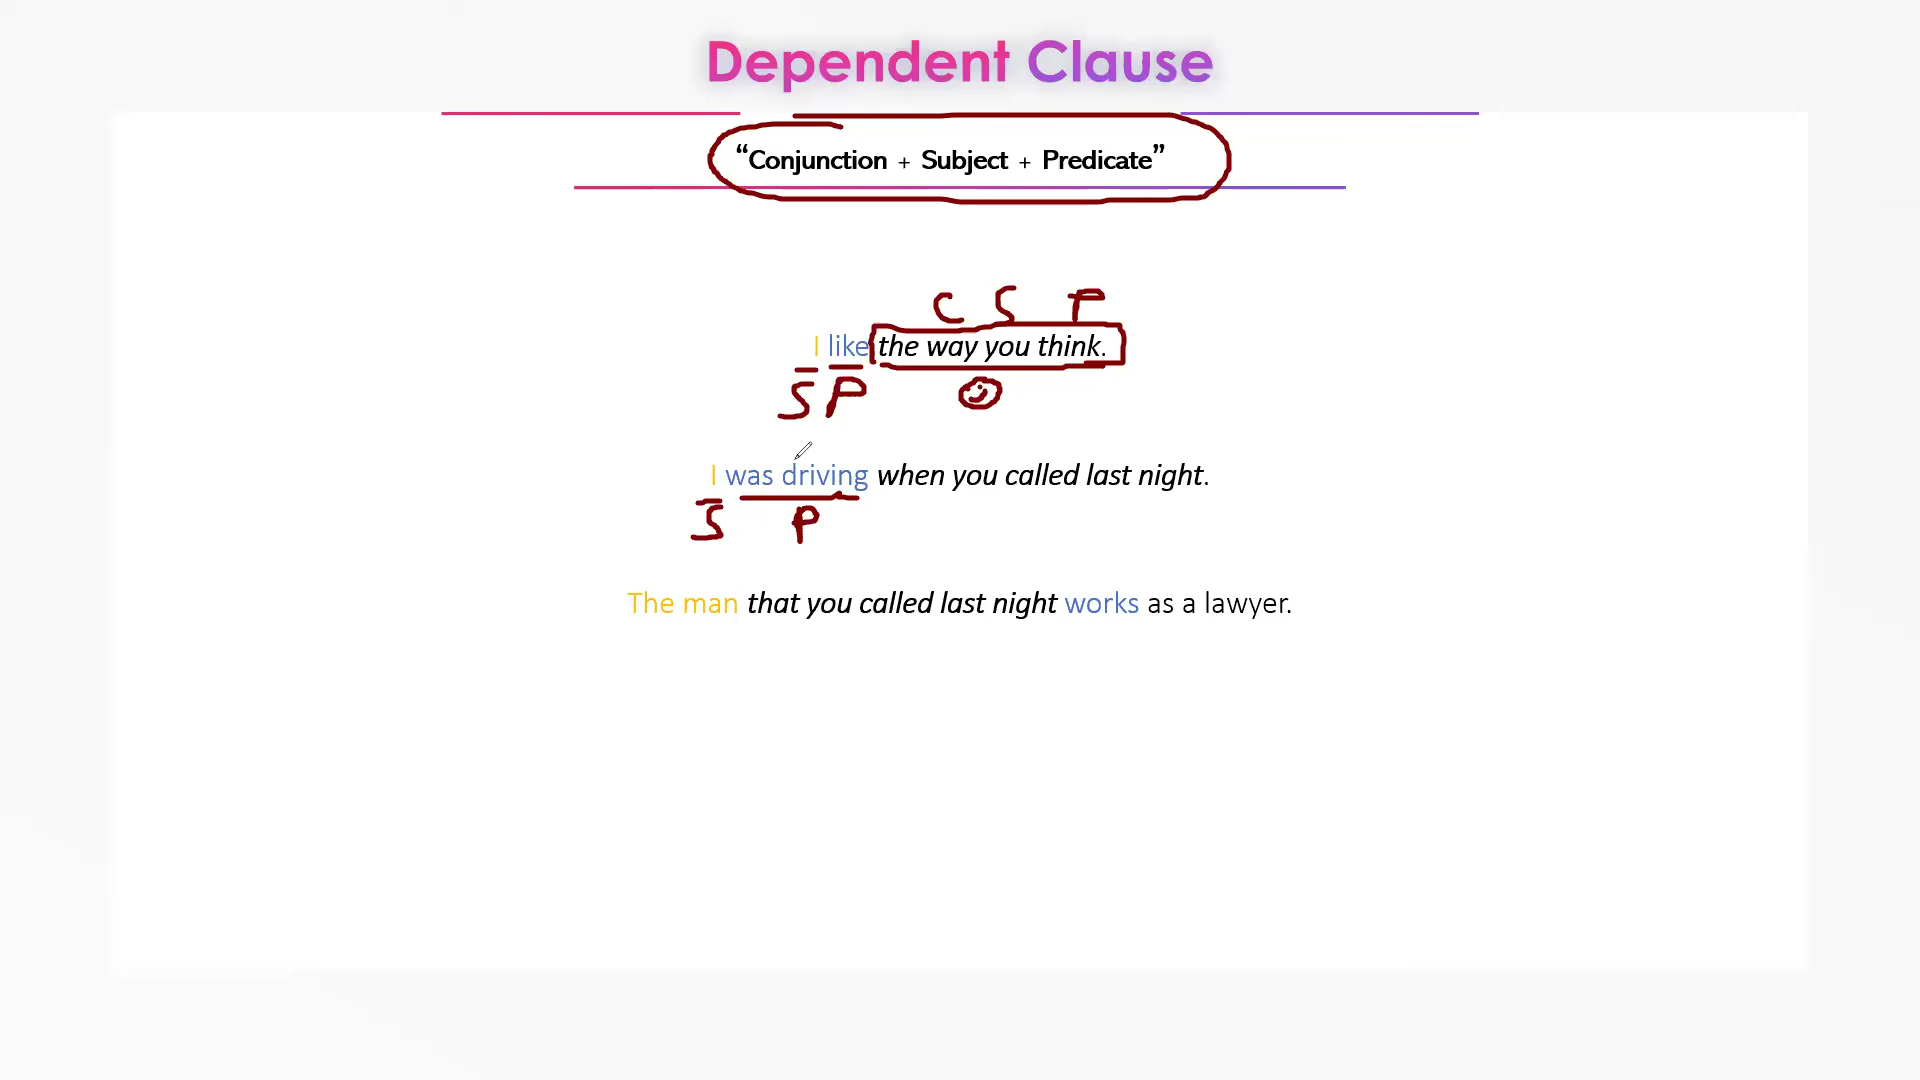 Dependent Clause
“Conjunction + Subject + Predicate”
C S P
I like the way you think.
S P
I was driving when you called last night.
S P
The man that you called last night works as a lawyer.